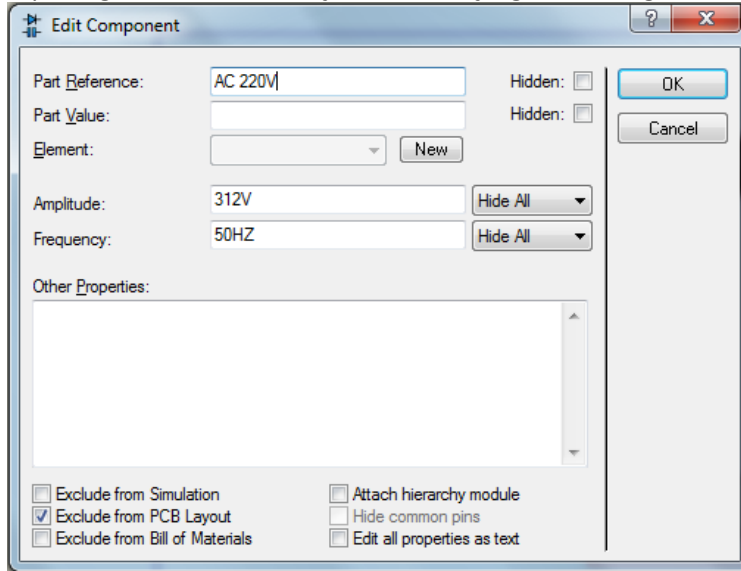 Edit Component
Part Reference: AC 220V Hidden:
Part Value: Hidden:
Element: New
Amplitude: 312V Hide All
Frequency: 50HZ Hide All
Other Properties:
Exclude from Simulation Attach hierarchy module
Exclude from PCB Layout Hide common pins
Exclude from Bill of Materials Edit all properties as text
? X
OK
Cancel